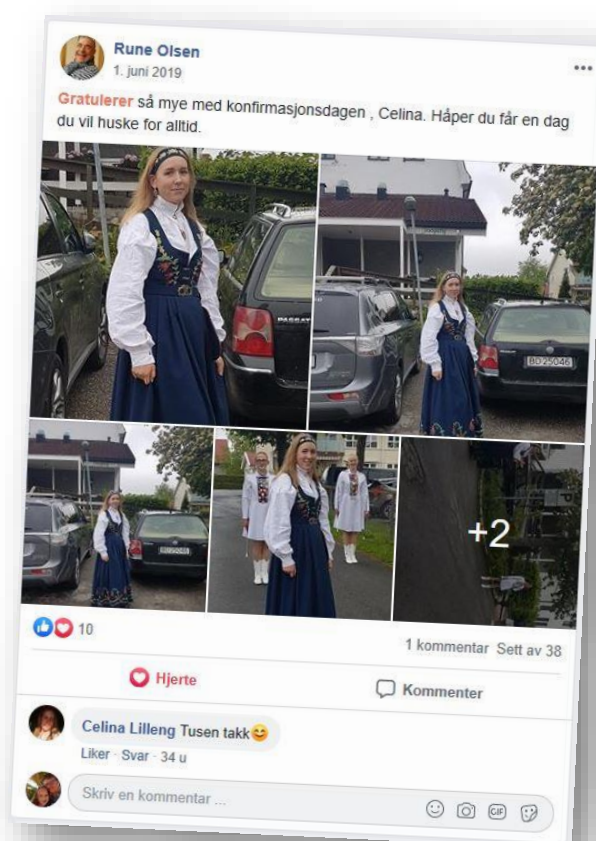 Rune Olsen
1. juni 2019
Gratulerer så mye med konfirmasjonsdagen , Celina. Håper du får en dag
du vil huske for alltid.
PASSAT
BD 25046
BD 25046
+2
10
1 kommentar Sett av 38
Hjerte
Kommenter
Celina Lilleng Tusen takk😊
Liker · Svar · 34 u
Skriv en kommentar ...
GIF